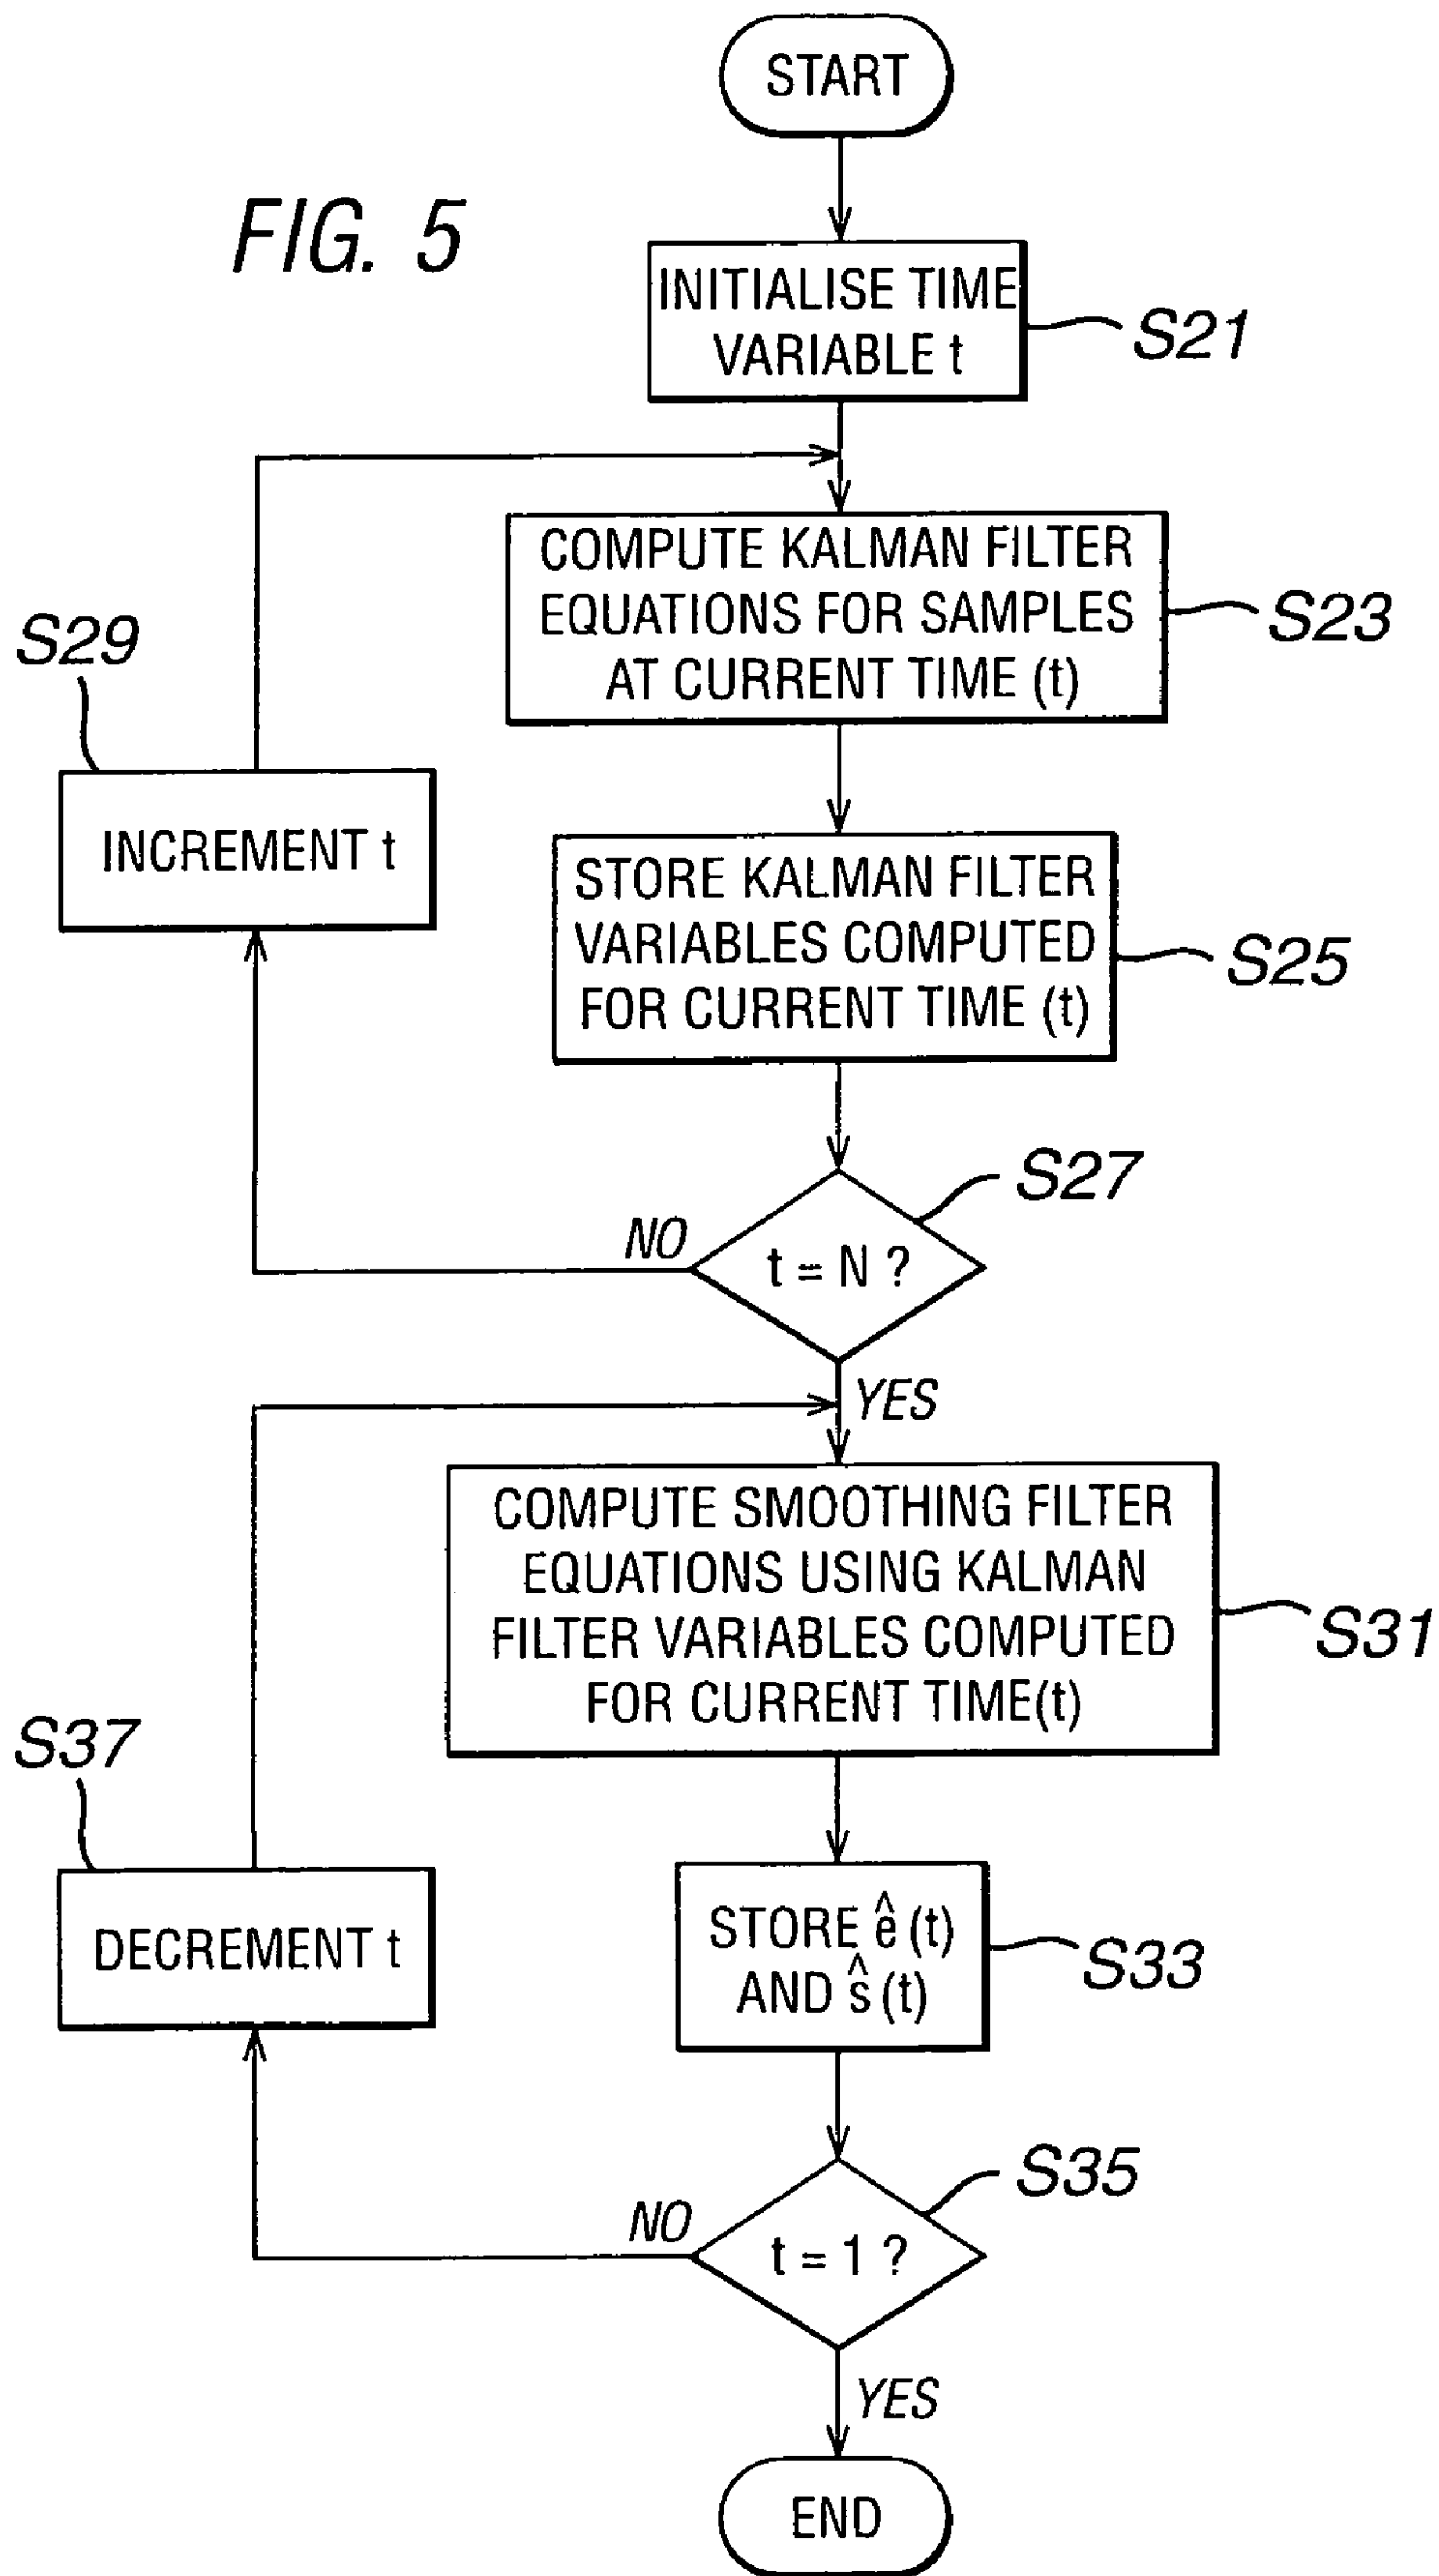 START
FIG. 5
INITIALISE TIME
VARIABLE t
S21
COMPUTE KALMAN FILTER
EQUATIONS FOR SAMPLES
AT CURRENT TIME (t)
S23
S29
INCREMENT t
STORE KALMAN FILTER
VARIABLES COMPUTED
FOR CURRENT TIME (t)
S25
S27
NO
t = N ?
YES
COMPUTE SMOOTHING FILTER
EQUATIONS USING KALMAN
FILTER VARIABLES COMPUTED
FOR CURRENT TIME(t)
S31
S37
DECREMENT t
STORE ê (t)
AND ŝ (t)
S33
S35
NO
t = 1 ?
YES
END